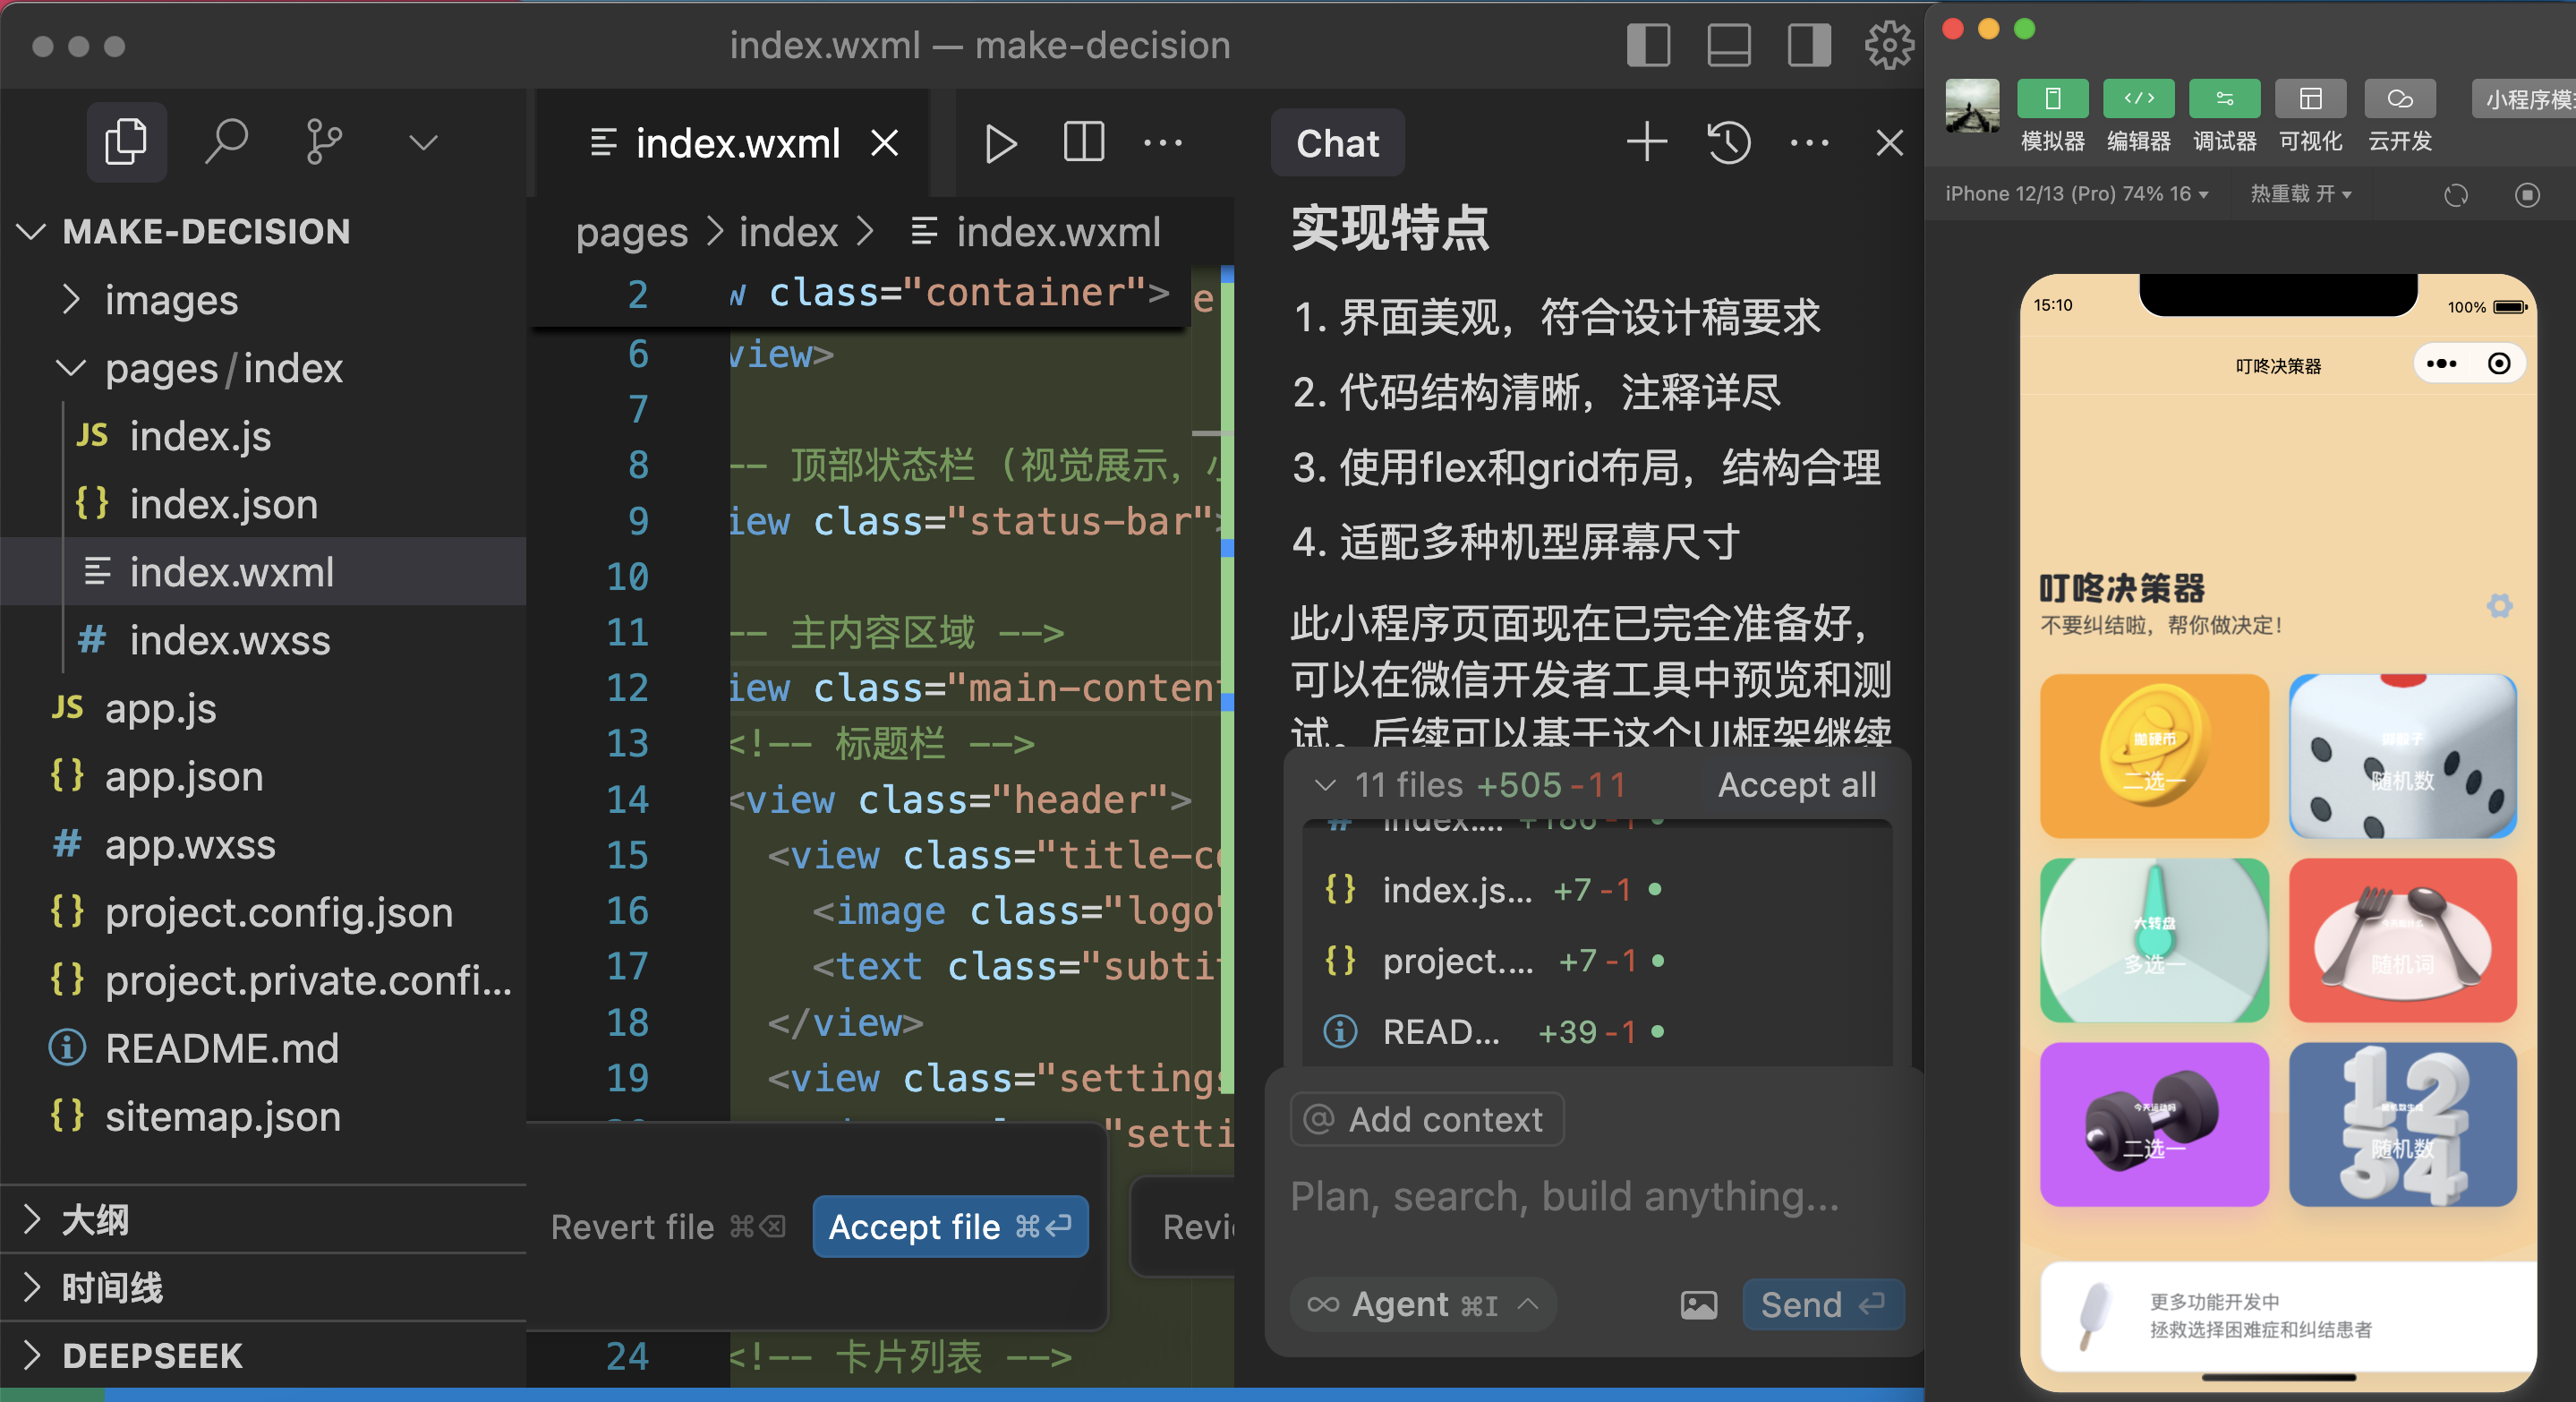 index.wxml — make-decision
MAKE-DECISION
images
pages/index
JS index.js
{} index.json
index.wxml
# index.wxss
JS app.js
{} app.json
# app.wxss
{} project.config.json
{} project.private.confi...
README.md
{} sitemap.json
大纲
时间线
DEEPSEEK
index.wxml
pages > index > index.wxml
2 w class="container"> e
6 view>
7
8 -- 顶部状态栏（视觉展示，小
9 iew class="status-bar">
10
11 -- 主内容区域 -->
12 iew class="main-content
13 <!-- 标题栏 -->
14 <view class="header">
15 <view class="title-co
16 <image class="logo"
17 <text class="subtit
18 </view>
19 <view class="settings
"setti
Revert file ⌘⌫
Accept file ⌘⏎
Revi
24 <!-- 卡片列表 -->
Chat
实现特点
1. 界面美观，符合设计稿要求
2. 代码结构清晰，注释详尽
3. 使用flex和grid布局，结构合理
4. 适配多种机型屏幕尺寸
此小程序页面现在已完全准备好，
可以在微信开发者工具中预览和测
试。后续可以基于这个UI框架继续
11 files +505 -11
Accept all
# index.... +186 -1
{} index.js... +7 -1
{} project.... +7 -1
READ... +39 -1
@ Add context
Plan, search, build anything...
Agent ⌘I
Send ⏎
模拟器
编辑器
调试器
可视化
云开发
小程序模
iPhone 12/13 (Pro) 74% 16
热重载 开
15:10
100%
叮咚决策器
叮咚决策器
不要纠结啦，帮你做决定！
抛硬币
二选一
掷骰子
随机数
大转盘
多选一
今天吃什么
随机词
今天运动吗
二选一
随机数生成
随机数
更多功能开发中
拯救选择困难症和纠结患者